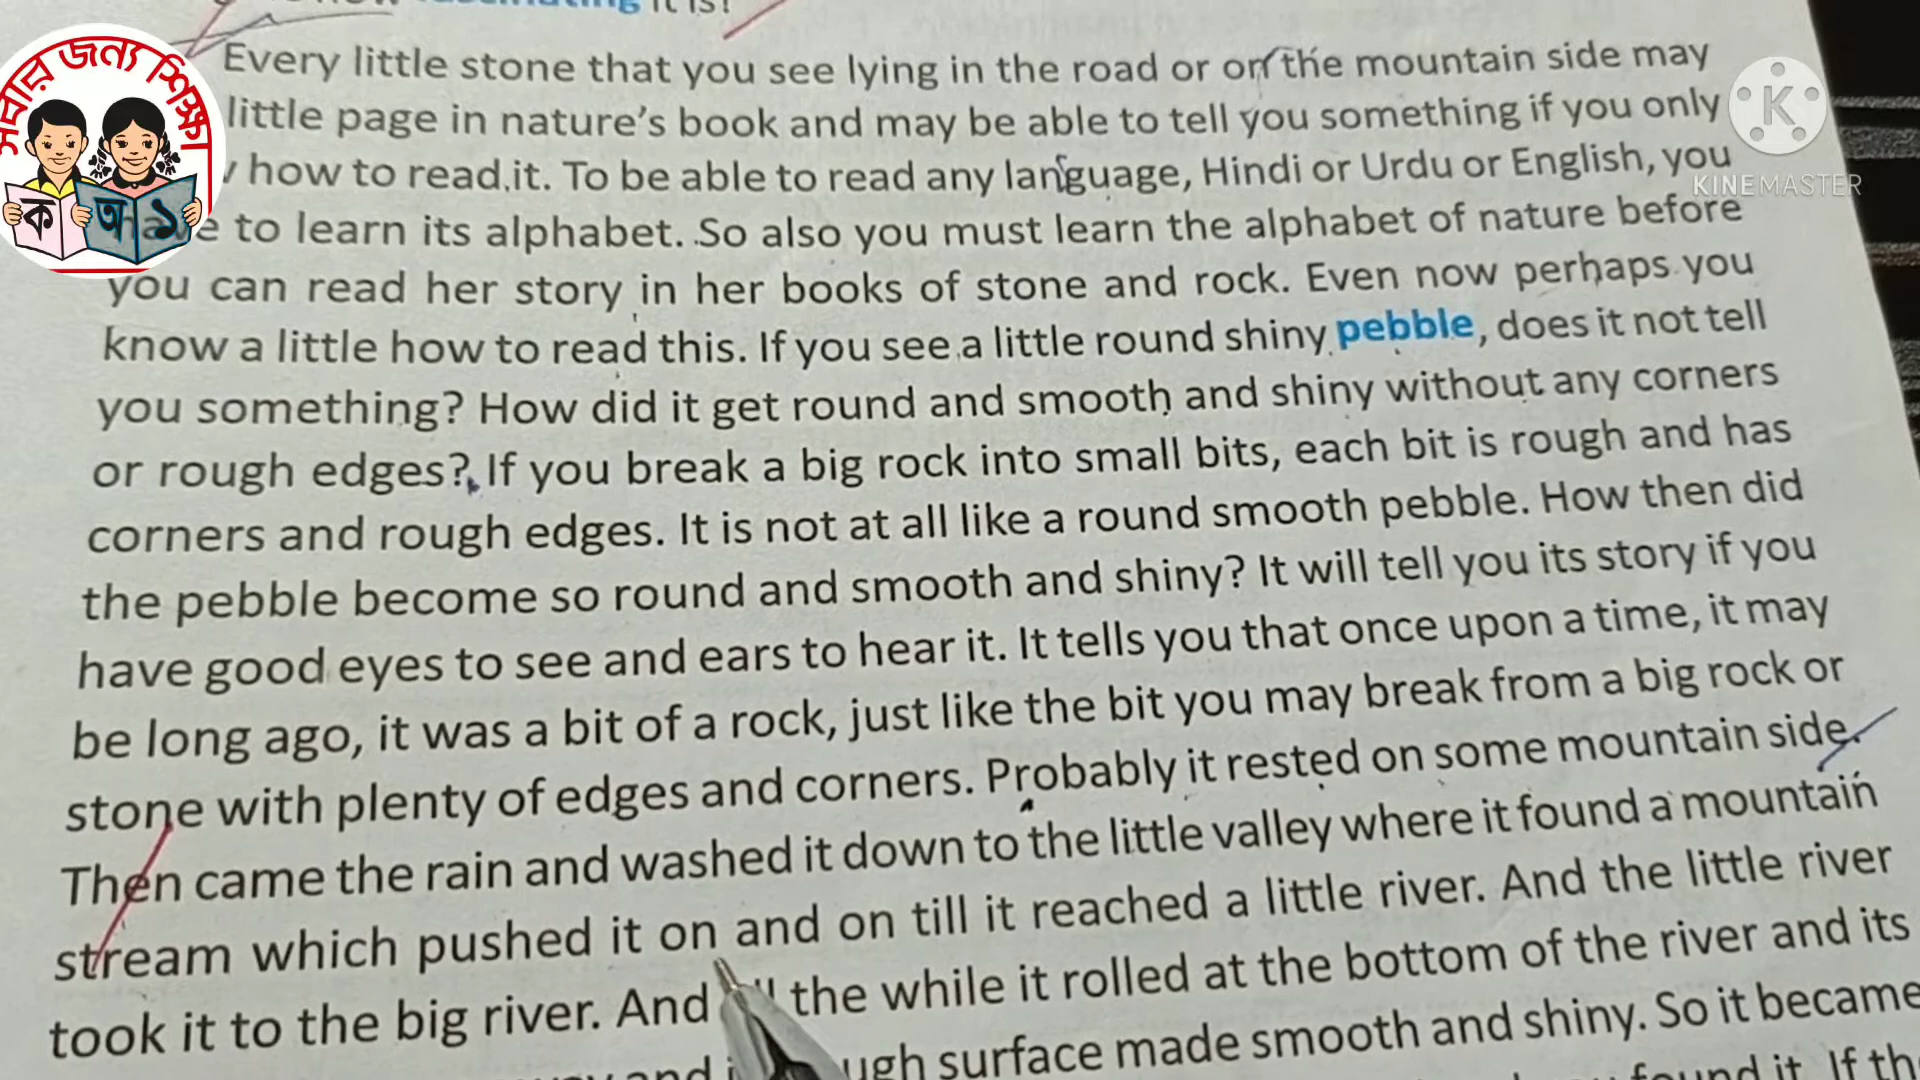 fascinating it is!
Every little stone that you see lying in the road or on the mountain side may
little page in nature's book and may be able to tell you something if you only
how to read it. To be able to read any language, Hindi or Urdu or English, you
to learn its alphabet. So also you must learn the alphabet of nature before
you can read her story in her books of stone and rock. Even now perhaps you
know a little how to read this. If you see a little round shiny pebble, does it not tell
you something? How did it get round and smooth and shiny without any corners
or rough edges? If you break a big rock into small bits, each bit is rough and has
corners and rough edges. It is not at all like a round smooth pebble. How then did
the pebble become so round and smooth and shiny? It will tell you its story if you
have good eyes to see and ears to hear it. It tells you that once upon a time, it may
be long ago, it was a bit of a rock, just like the bit you may break from a big rock or
stone with plenty of edges and corners. Probably it rested on some mountain side.
Then came the rain and washed it down to the little valley where it found a mountain
stream which pushed it on and on till it reached a little river. And the little river
took it to the big river. And the while it rolled at the bottom of the river and its
and surface made smooth and shiny. So it became
found it. If
সবার জন্য শিক্ষা
ক অ ১
K
KINEMASTER